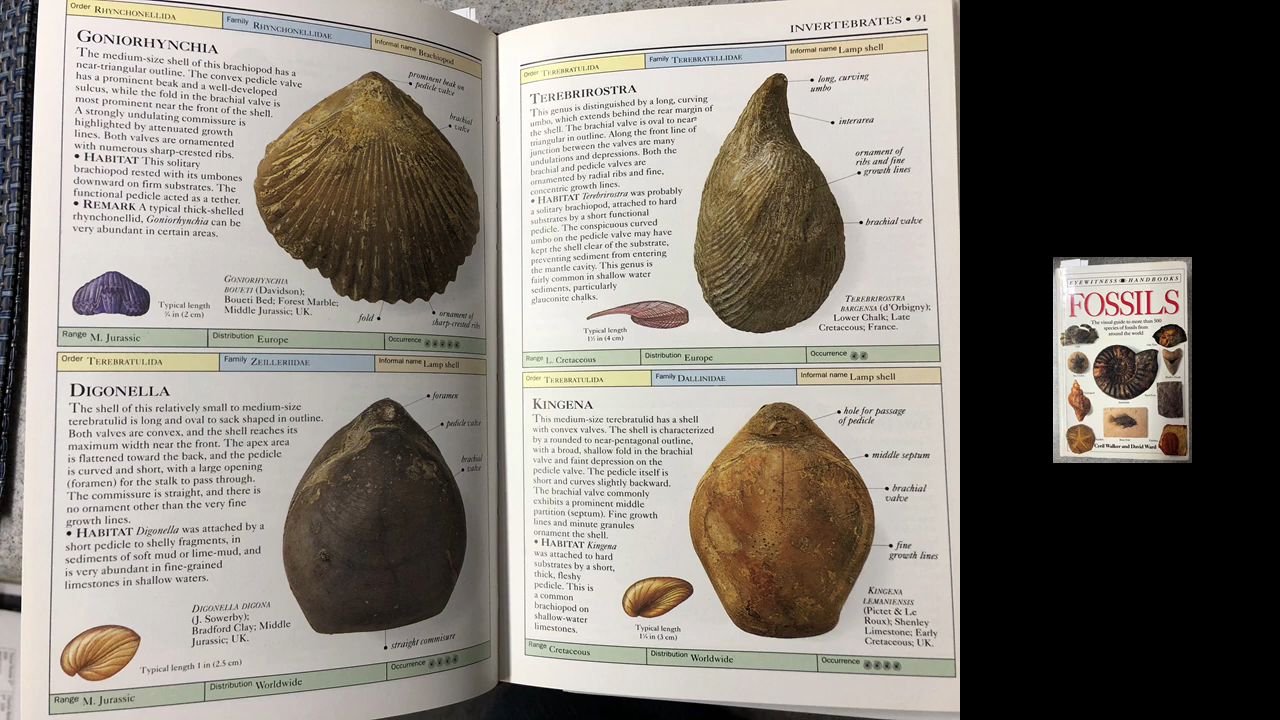 Order RHYNCHONELLIDA
Family RHYNCHONELLIDAE
Informal name Brachiopod
GONIORHYNCHIA
The medium-size shell of this brachiopod has a
near-triangular outline. The convex pedicle valve
has a prominent beak and a well-developed
sulcus, while the fold in the brachial valve is
most prominent near the front of the shell.
A strongly undulating commissure is
highlighted by attenuated growth
lines. Both valves are ornamented
with numerous sharp-crested ribs.
• HABITAT This solitary
brachiopod rested with its umbones
downward on firm substrates. The
functional pedicle acted as a tether.
• REMARK A typical thick-shelled
rhynchonellid, Goniorhynchia can be
very abundant in certain areas.
prominent beak on
pedicle valve
brachial
valve
GONIORHYNCHIA
BOUETI (Davidson);
Boueti Bed; Forest Marble;
Middle Jurassic; UK.
Typical length
¾ in (2 cm)
fold
ornament of
sharp-crested ribs
Range M. Jurassic
Distribution Europe
Occurrence
Order TEREBRATULIDA
Family ZEILLERIIDAE
Informal name Lamp shell
DIGONELLA
The shell of this relatively small to medium-size
terebratulid is long and oval to sack shaped in outline.
Both valves are convex, and the shell reaches its
maximum width near the front. The apex area
is flattened toward the back, and the pedicle
is curved and short, with a large opening
(foramen) for the stalk to pass through.
The commissure is straight, and there is
no ornament other than the very fine
growth lines.
• HABITAT Digonella was attached by a
short pedicle to shelly fragments, in
sediments of soft mud or lime-mud, and
is very abundant in fine-grained
limestones in shallow waters.
foramen
pedicle valve
brachial
valve
DIGONELLA DIGONA
(J. Sowerby);
Bradford Clay; Middle
Jurassic; UK.
Typical length 1 in (2.5 cm)
straight commisure
Range M. Jurassic
Distribution Worldwide
Occurrence
INVERTEBRATES • 91
Order TEREBRATULIDA
Family TEREBRATELLIDAE
Informal name Lamp shell
TEREBRIROSTRA
This genus is distinguished by a long, curving
umbo, which extends behind the rear margin of
the shell. The brachial valve is oval to near-
triangular in outline. Along the front line of
junction between the valves are many
undulations and depressions. Both the
brachial and pedicle valves are
ornamented by radial ribs and fine,
concentric growth lines.
• HABITAT Terebrirostra was probably
a solitary brachiopod, attached to hard
substrates by a short functional
pedicle. The conspicuous curved
umbo on the pedicle valve may have
kept the shell clear of the substrate,
preventing sediment from entering
the mantle cavity. This genus is
fairly common in shallow water
sediments, particularly
glauconite chalks.
long, curving
umbo
interarea
ornament of
ribs and fine
growth lines
brachial valve
Typical length
1½ in (4 cm)
TEREBRIROSTRA
BARGENSA (d'Orbigny);
Lower Chalk; Late
Cretaceous; France.
Range L. Cretaceous
Distribution Europe
Occurrence
Order TEREBRATULIDA
Family DALLINIDAE
Informal name Lamp shell
KINGENA
This medium-size terebratulid has a shell
with convex valves. The shell is characterized
by a rounded to near-pentagonal outline,
with a broad, shallow fold in the brachial
valve and faint depression on the
pedicle valve. The pedicle itself is
short and curves slightly backward.
The brachial valve commonly
exhibits a prominent middle
partition (septum). Fine growth
lines and minute granules
ornament the shell.
• HABITAT Kingena
was attached to hard
substrates by a short,
thick, fleshy
pedicle. This is
a common
brachiopod on
shallow-water
limestones.
hole for passage
of pedicle
middle septum
brachial
valve
fine
growth lines
Typical length
1¼ in (3 cm)
KINGENA
LEMANIENSIS
(Pictet & Le
Roux); Shenley
Limestone; Early
Cretaceous; UK.
Range Cretaceous
Distribution Worldwide
Occurrence
EYEWITNESS HANDBOOKS
FOSSILS
The visual guide to more than 500
species of fossils from
around the world
Cyril Walker and David Ward